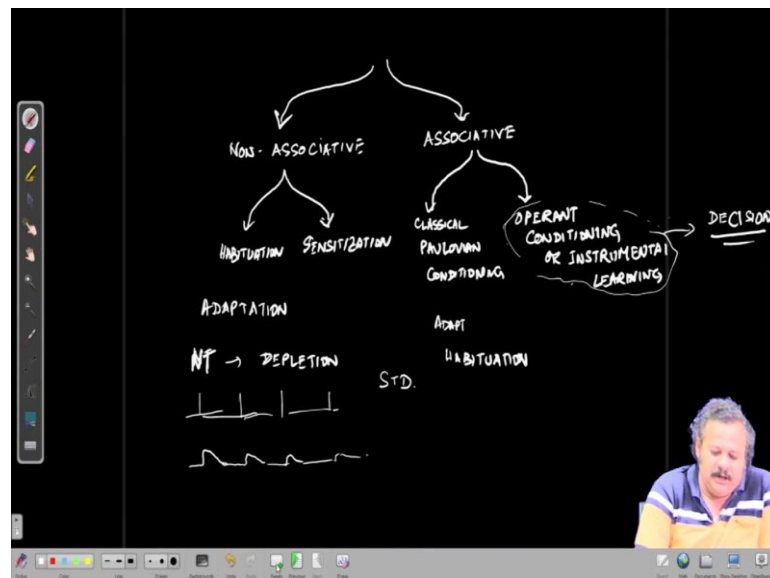 NON-ASSOCIATIVE
ASSOCIATIVE
HABITUATION
SENSITIZATION
CLASSICAL
PAVLOVIAN
CONDITIONING
OPERANT
CONDITIONING
OR INSTRUMENTAL
LEARNING
DECISION
ADAPTATION
ADAPT
HABITUATION
NT → DEPLETION
STD.